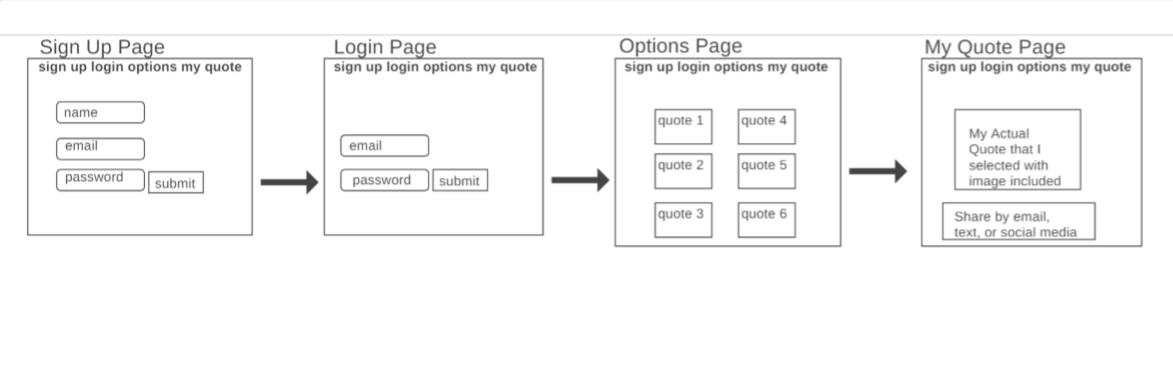 Sign Up Page
sign up login options my quote
name
email
password
submit
Login Page
sign up login options my quote
email
password
submit
Options Page
sign up login options my quote
quote 1
quote 4
quote 2
quote 5
quote 3
quote 6
My Quote Page
sign up login options my quote
My Actual
Quote that I
selected with
image included
Share by email,
text, or social media